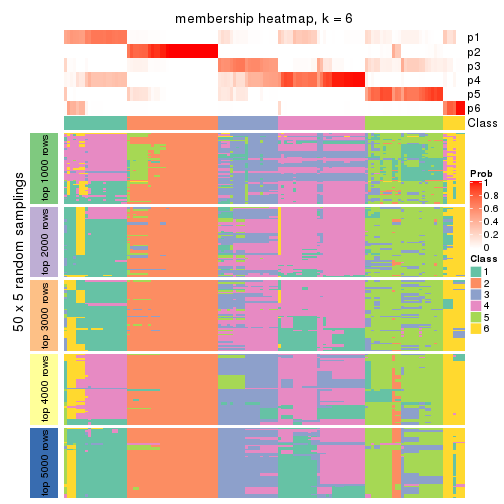 membership heatmap, k = 6
p1
p2
p3
p4
p5
p6
Class
50 x 5 random samplings
top 1000 rows
top 2000 rows
top 3000 rows
top 4000 rows
top 5000 rows
Prob
1
0.8
0.6
0.4
0.2
0
Class
1
2
3
4
5
6